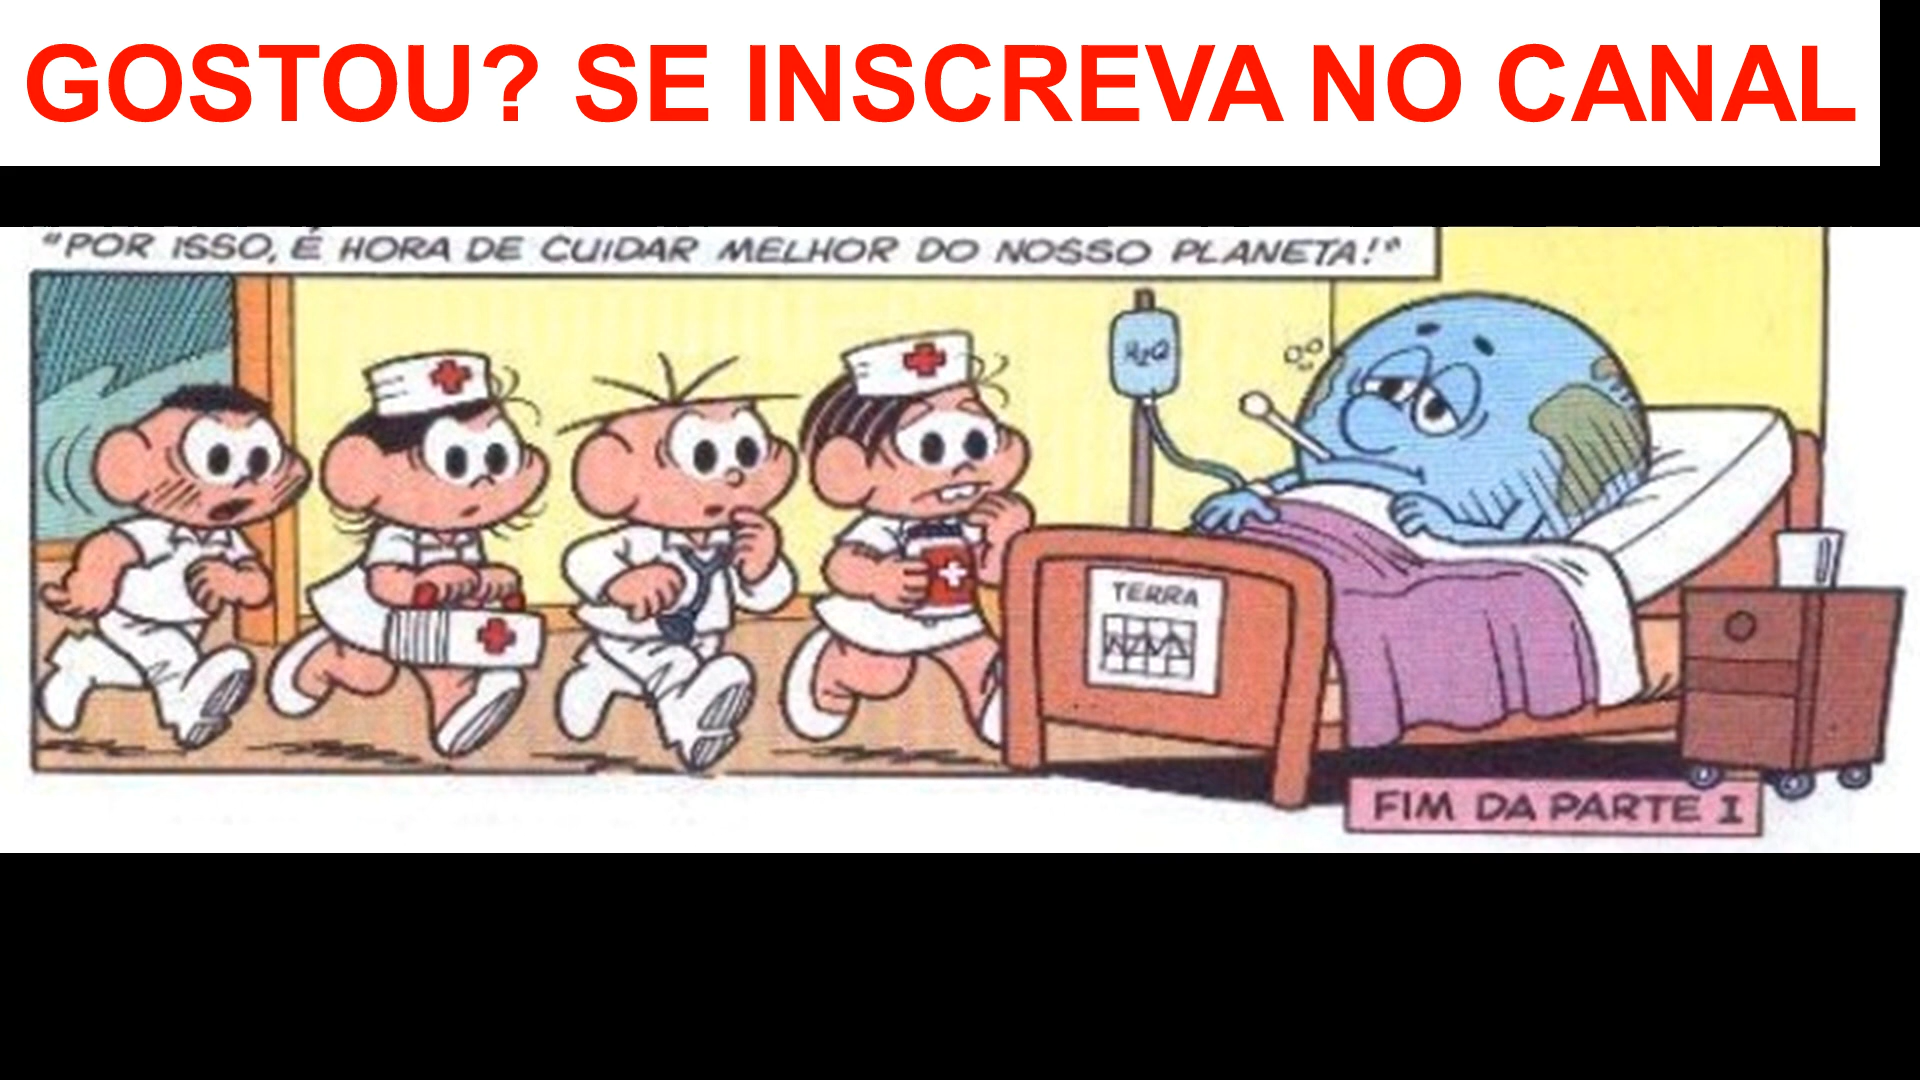 GOSTOU? SE INSCREVA NO CANAL
"POR ISSO, É HORA DE CUIDAR MELHOR DO NOSSO PLANETA!"
H2O
TERRA
FIM DA PARTE I